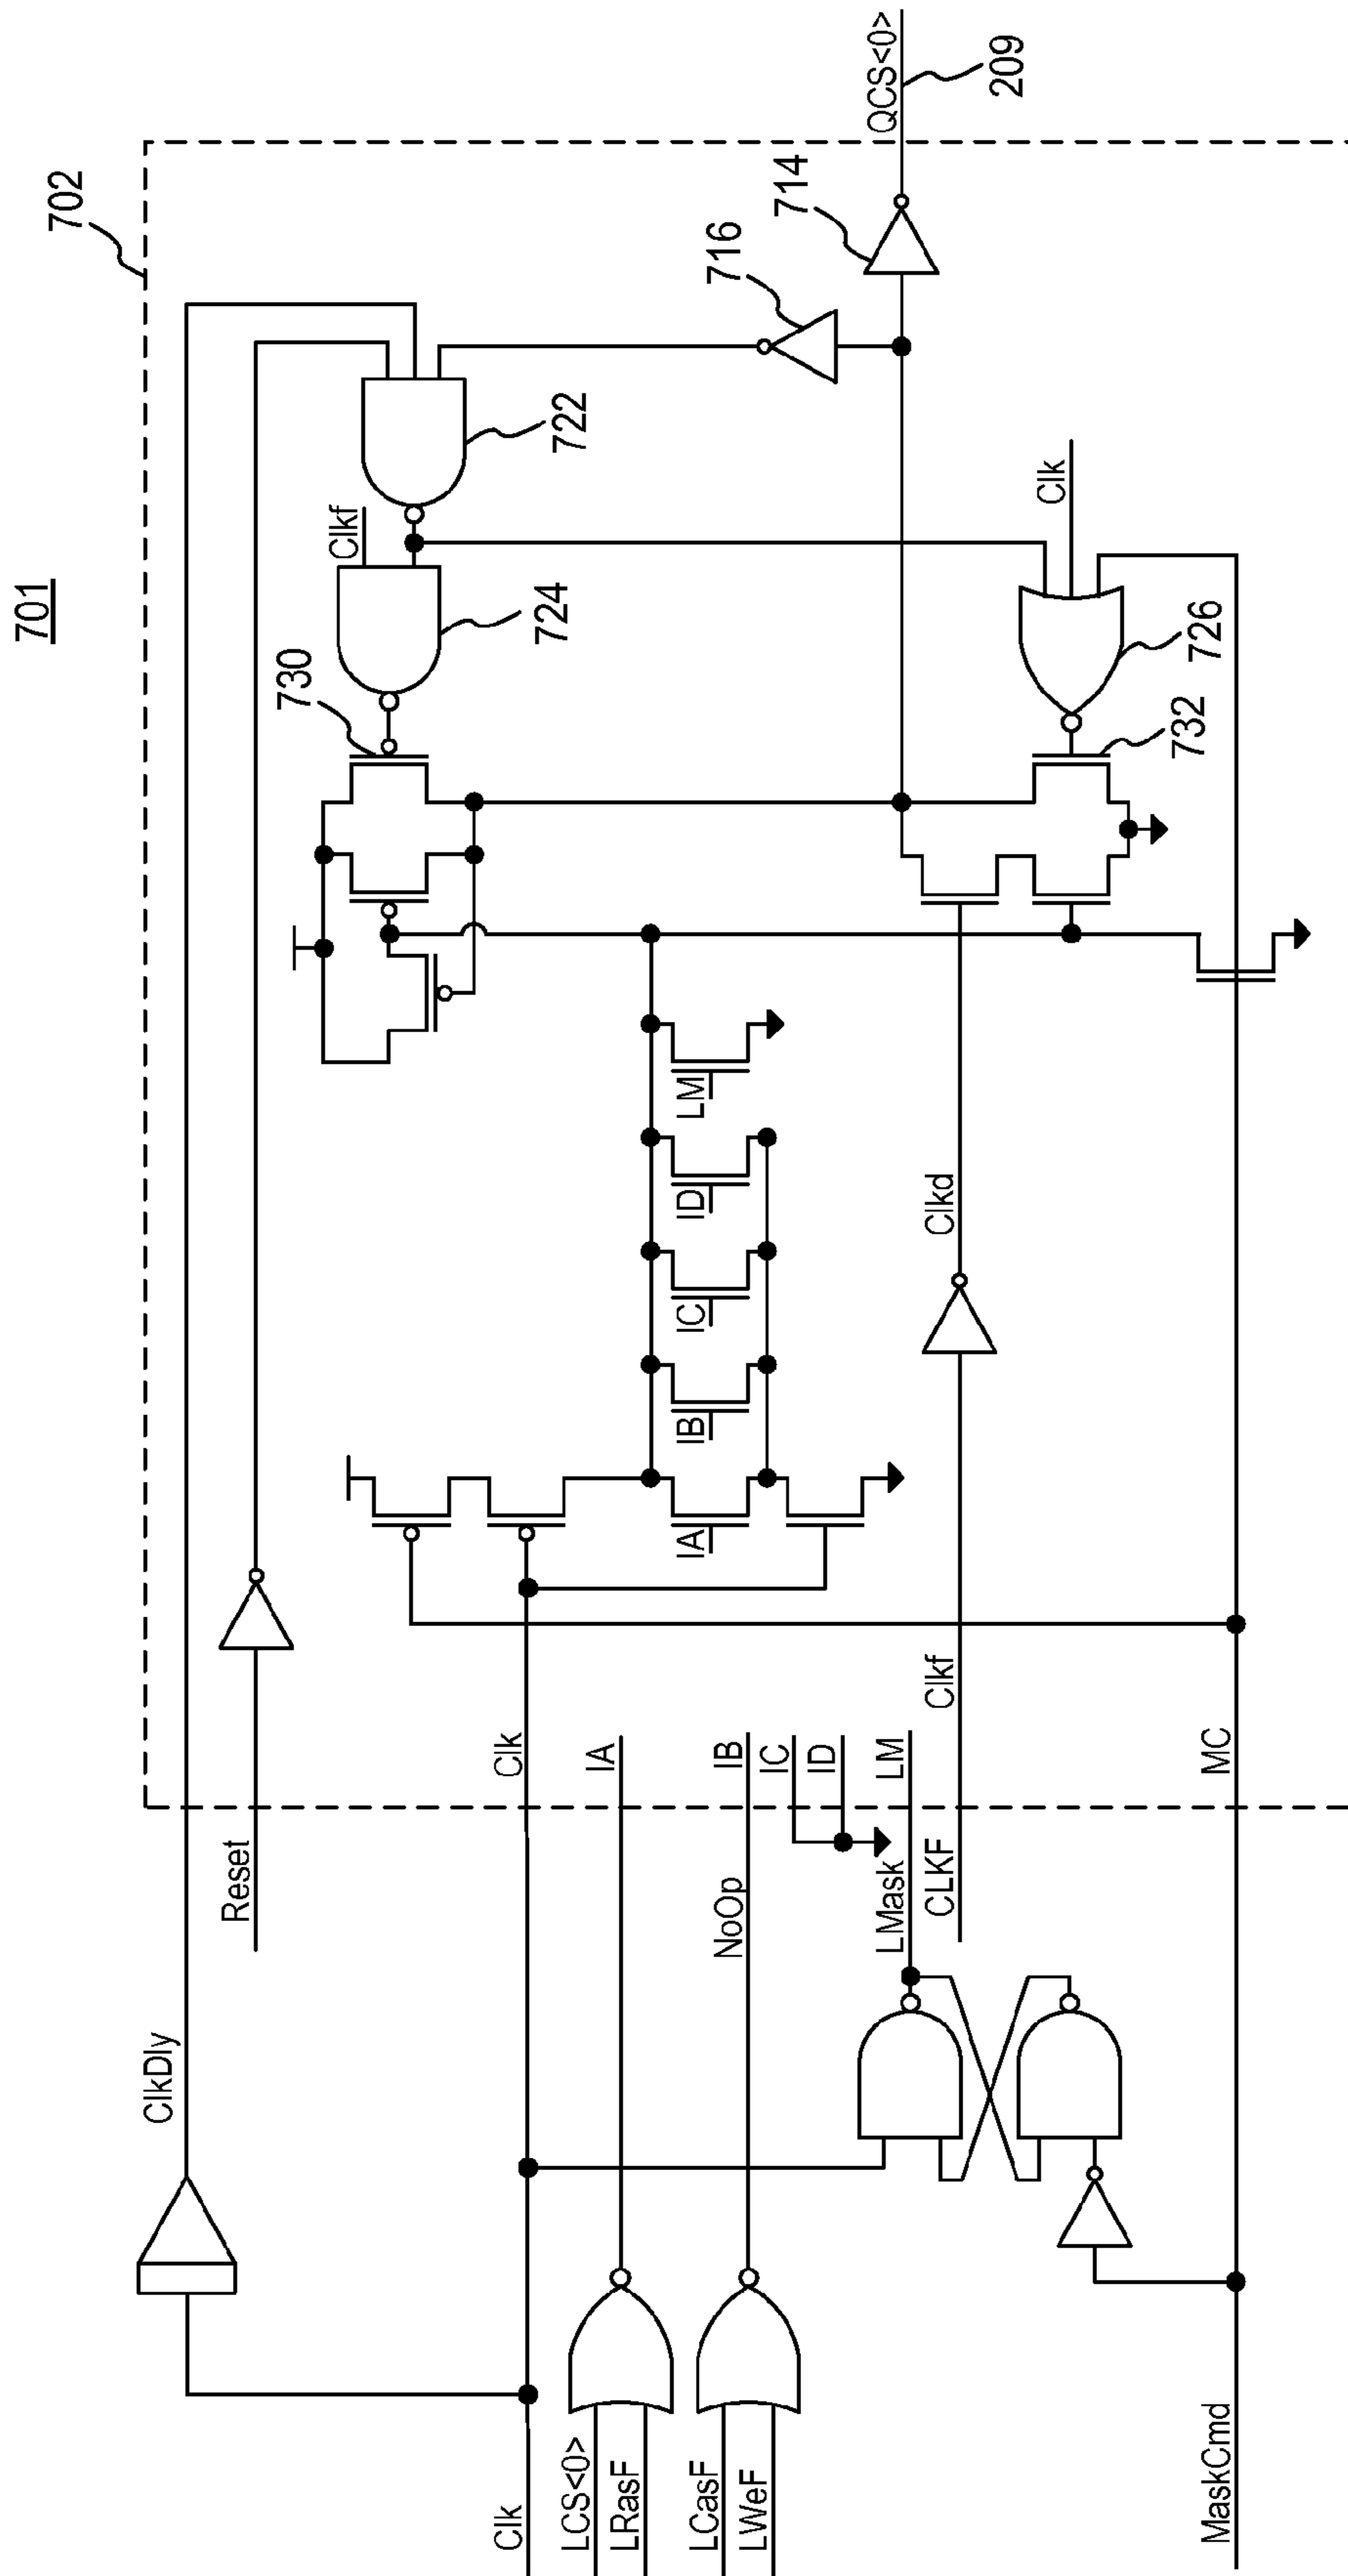 701
702
ClkDly
Reset
Clkf
722
724
730
716
714
QCS<0>
209
Clk
726
732
Clk
LCS<0>
LRasF
LCasF
LWeF
MaskCmd
Clk
IA
NoOp
IB
IC
ID
LMask
LM
CLKF
Clkf
Clkd
MC
IA
IB
IC
ID
LM